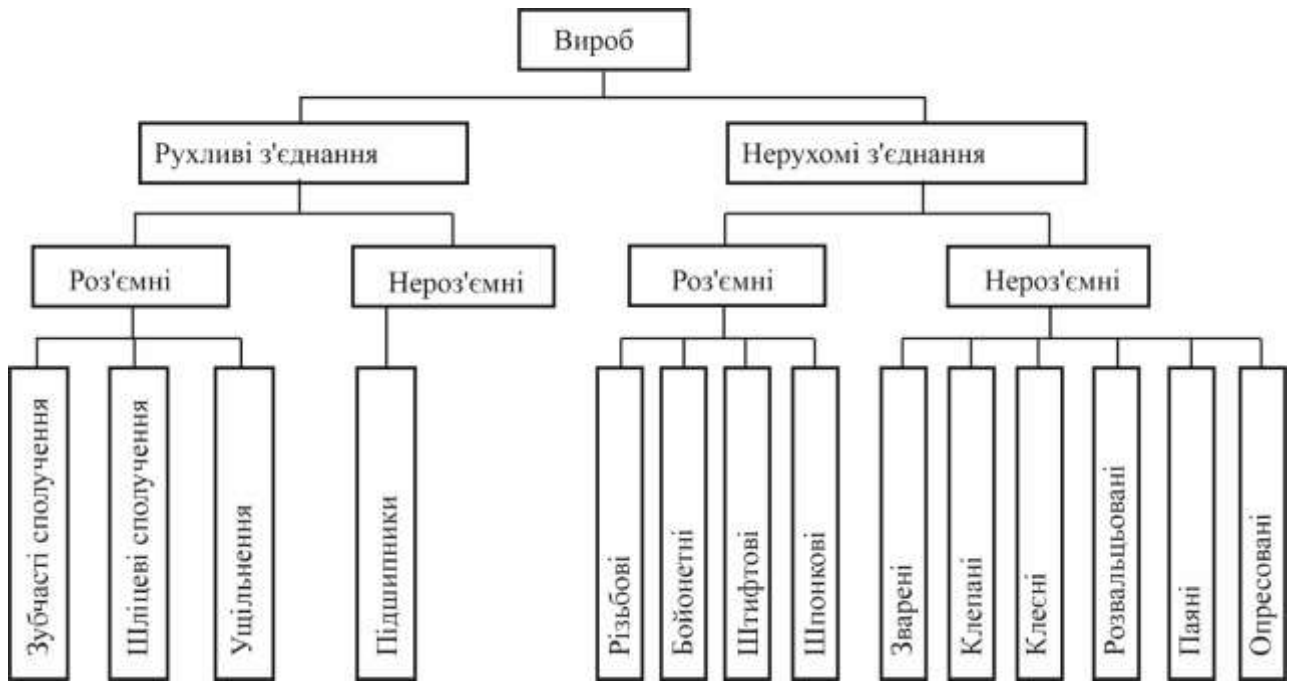 Вироб
Рухливі з'єднання
Нерухомі з'єднання
Роз'ємні
Нероз'ємні
Роз'ємні
Нероз'ємні
Зубчасті сполучення
Шліцеві сполучення
Ущільнення
Підшипники
Різьбові
Бойонетні
Штифтові
Шпонкові
Зварені
Клепані
Клеєні
Розвальцьовані
Паяні
Опресовані